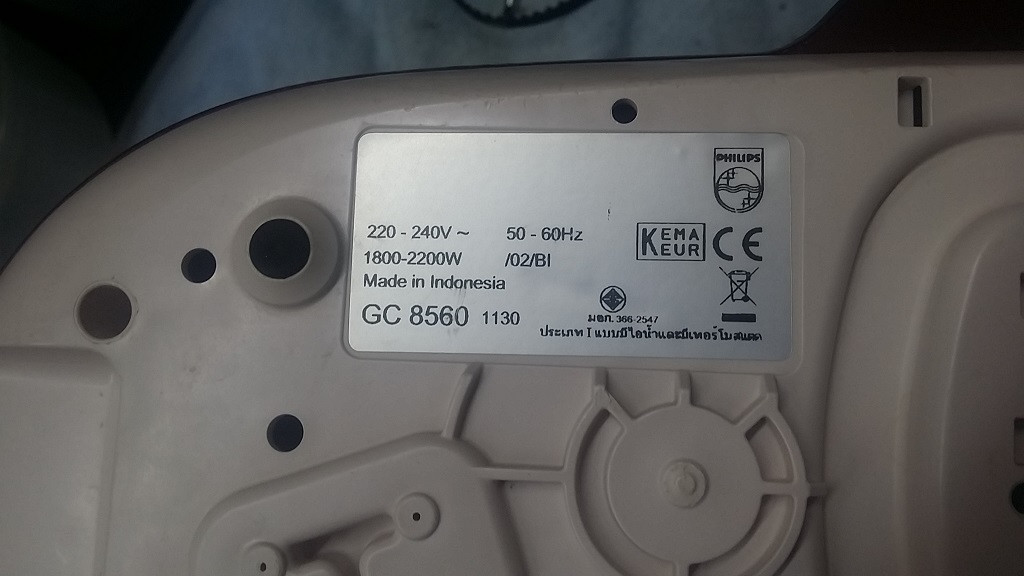 PHILIPS
220 - 240V ~ 50 - 60Hz
KEMA KEUR CE
1800-2200W /02/BI
Made in Indonesia
GC 8560 1130
มอก. 366-2547
ประเภท I แบบมีไอน้ำและมีเทอร์โมสแตต